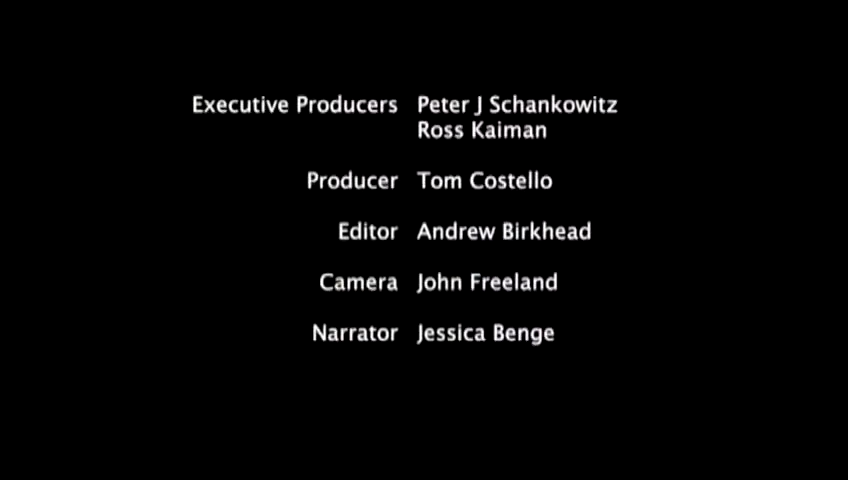 Executive Producers Peter J Schankowitz
Ross Kaiman
Producer Tom Costello
Editor Andrew Birkhead
Camera John Freeland
Narrator Jessica Benge